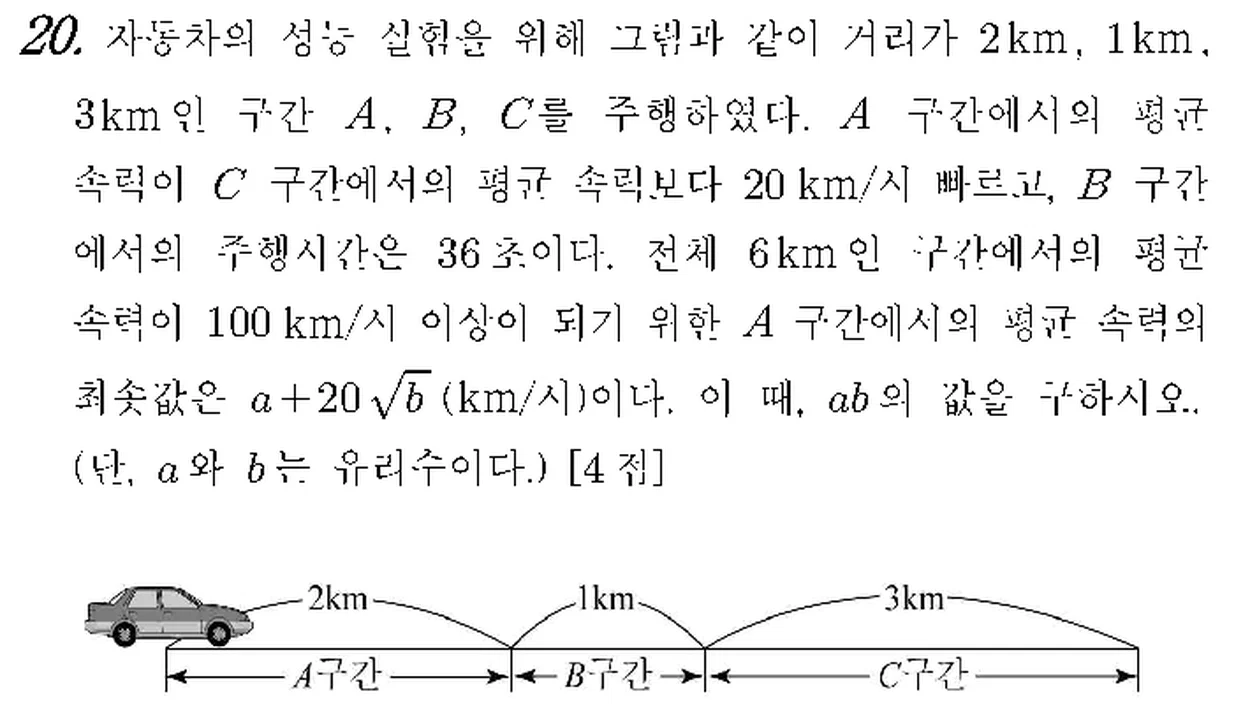 20. 자동차의 성능 실험을 위해 그림과 같이 거리가 2km, 1km,
3km인 구간 A, B, C를 주행하였다. A 구간에서의 평균
속력이 C 구간에서의 평균 속력보다 20 km/시 빠르고, B 구간
에서의 주행시간은 36초이다. 전체 6km인 구간에서의 평균
속력이 100 km/시 이상이 되기 위한 A 구간에서의 평균 속력의
최솟값은 a+20√b (km/시)이다. 이 때, ab의 값을 구하시오.
(단, a와 b는 유리수이다.) [4 점]
2km 1km 3km
A구간 B구간 C구간